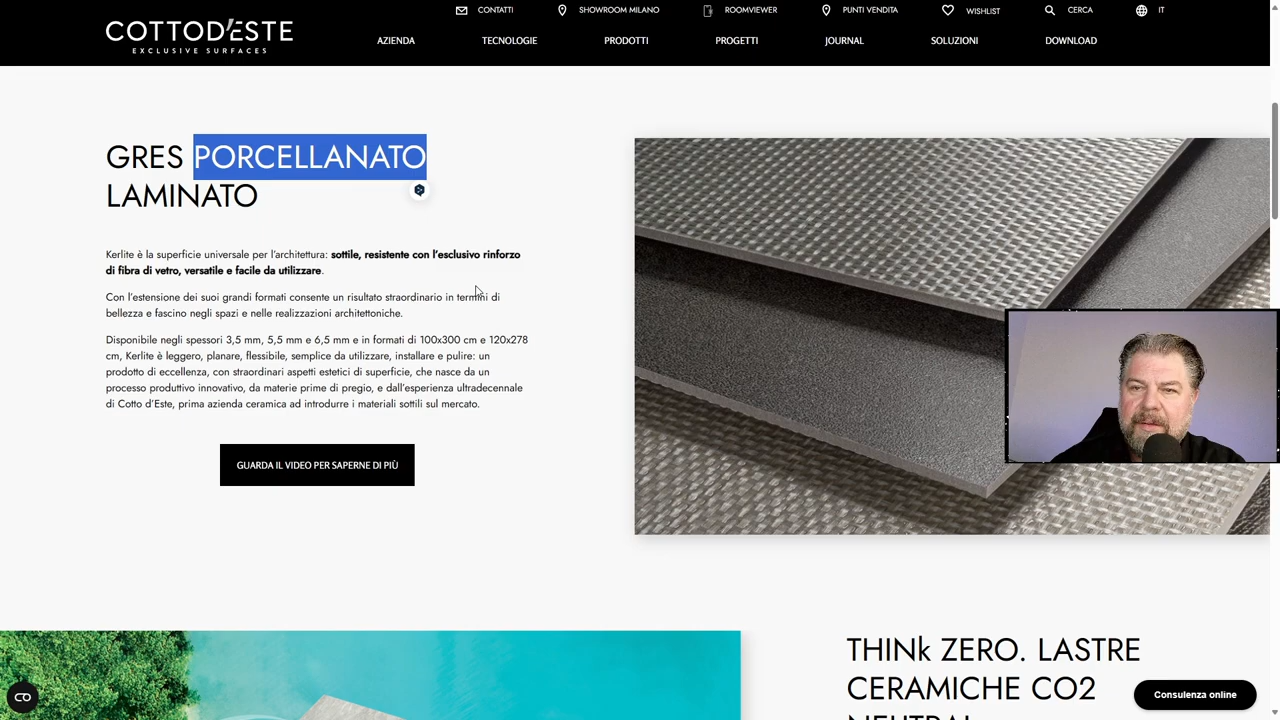 COTTOD'ESTE
EXCLUSIVE SURFACES
CONTATTI
SHOWROOM MILANO
ROOMVIEWER
PUNTI VENDITA
WISHLIST
CERCA
IT
AZIENDA
TECNOLOGIE
PRODOTTI
PROGETTI
JOURNAL
SOLUZIONI
DOWNLOAD
GRES PORCELLANATO
LAMINATO
Kerlite è la superficie universale per l'architettura: sottile, resistente con l'esclusivo rinforzo
di fibra di vetro, versatile e facile da utilizzare.
Con l'estensione dei suoi grandi formati consente un risultato straordinario in termini di
bellezza e fascino negli spazi e nelle realizzazioni architettoniche.
Disponibile negli spessori 3,5 mm, 5,5 mm e 6,5 mm e in formati di 100x300 cm e 120x278
cm, Kerlite è leggero, planare, flessibile, semplice da utilizzare, installare e pulire: un
prodotto di eccellenza, con straordinari aspetti estetici di superficie, che nasce da un
processo produttivo innovativo, da materie prime di pregio, e dall'esperienza ultradecennale
di Cotto d'Este, prima azienda ceramica ad introdurre i materiali sottili sul mercato.
GUARDA IL VIDEO PER SAPERNE DI PIÙ
THINk ZERO. LASTRE
CERAMICHE CO2
Consulenza online